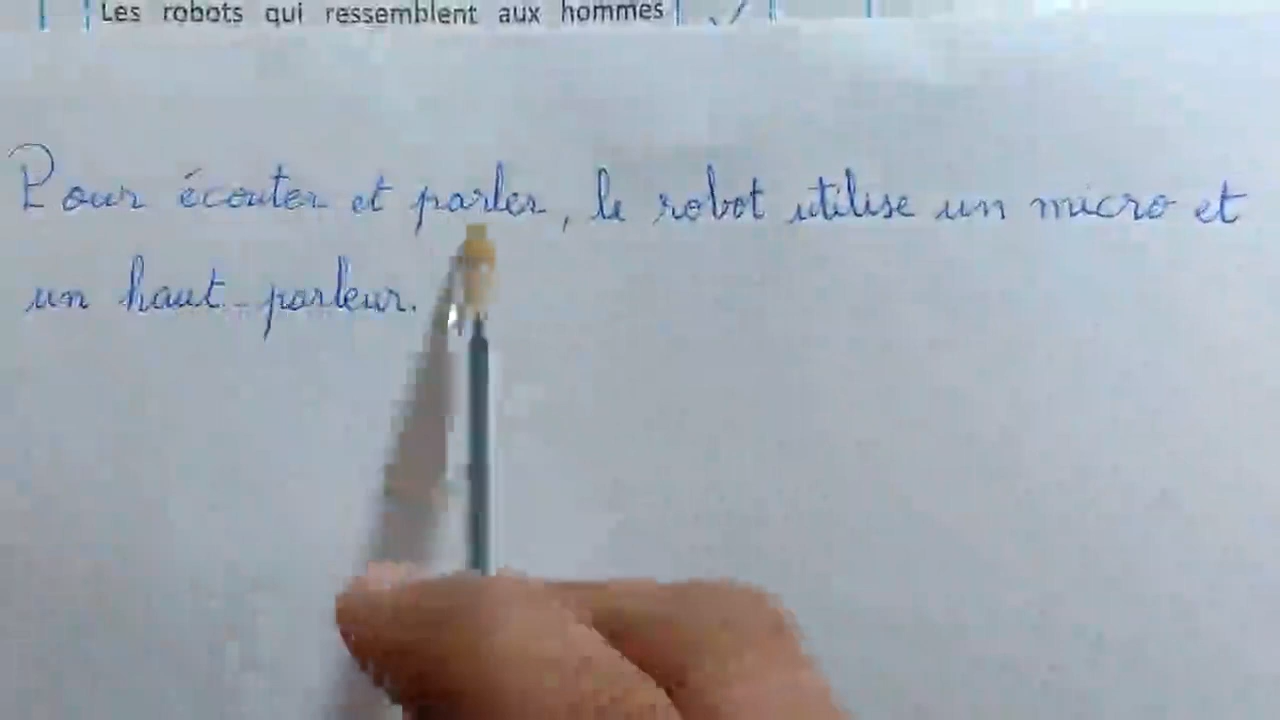 Les robots qui ressemblent aux hommes
Pour écouter et parler, le robot utilise un micro et
un haut-parleur.